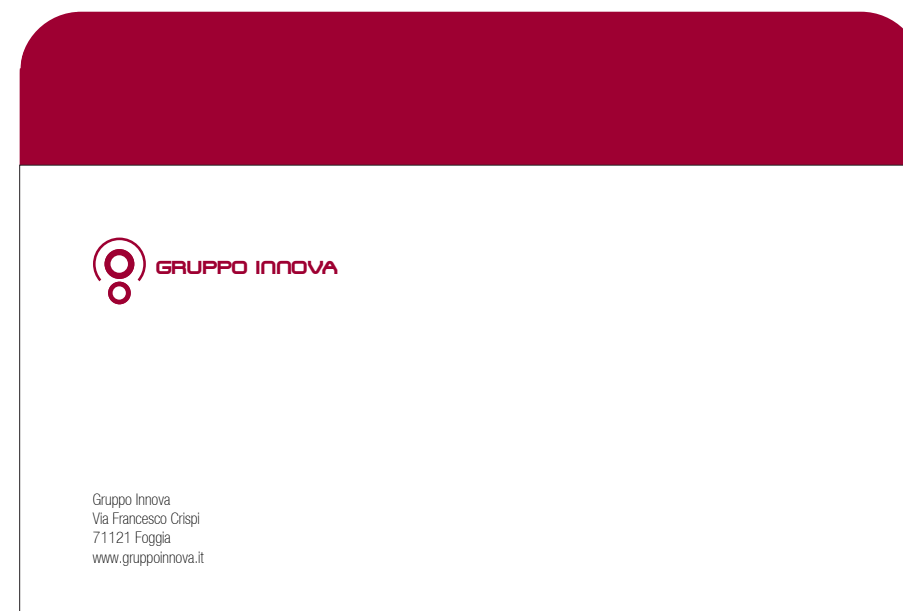 GRUPPO INNOVA
Gruppo Innova
Via Francesco Crispi
71121 Foggia
www.gruppoinnova.it